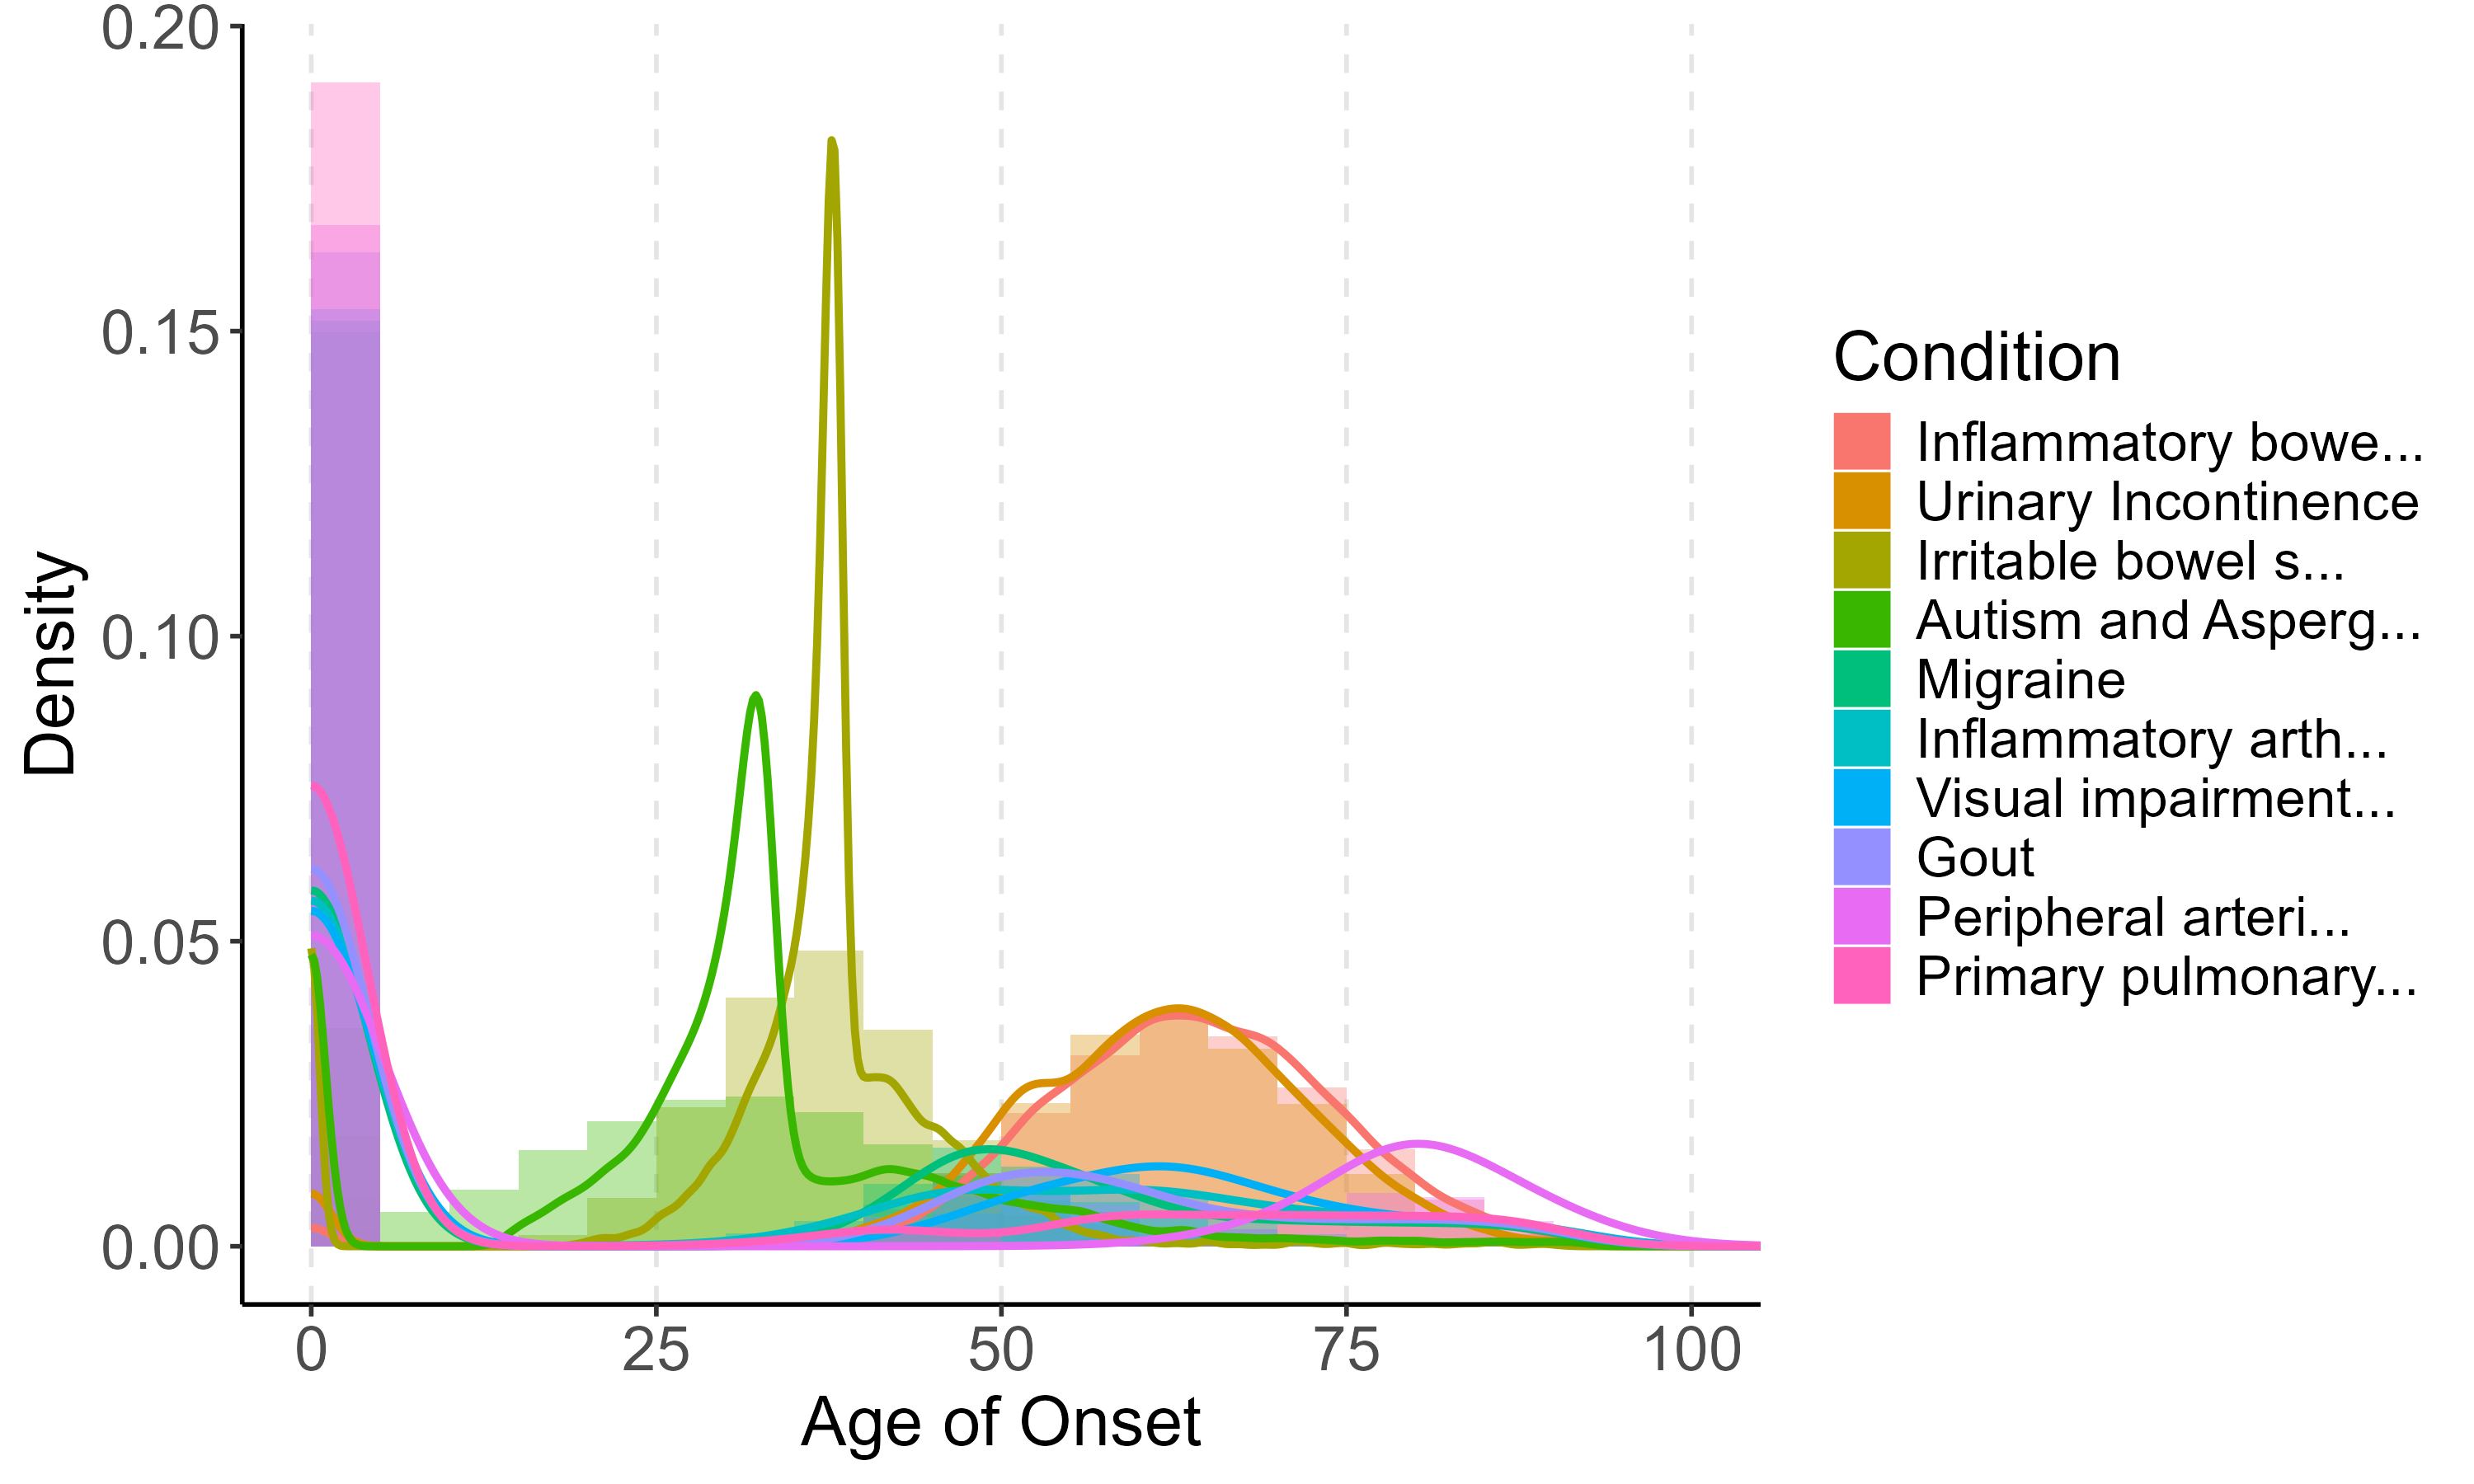 0.20
0.15
0.10
0.05
0.00
Density
0
25
50
75
100
Age of Onset
Condition
Inflammatory bowe...
Urinary Incontinence
Irritable bowel s...
Autism and Asperg...
Migraine
Inflammatory arth...
Visual impairment...
Gout
Peripheral arteri...
Primary pulmonary...